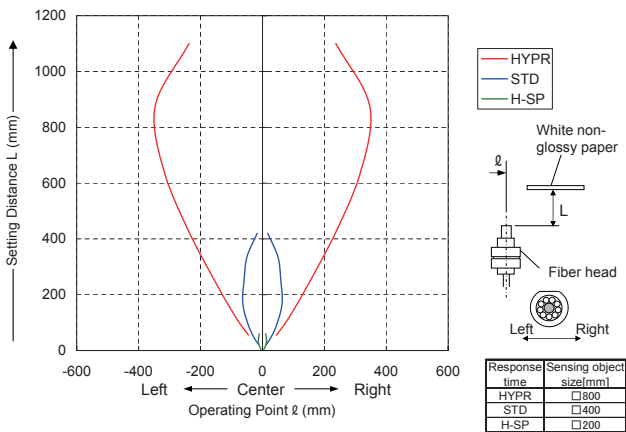 1200
1000
800
600
400
200
0
Setting Distance L (mm)
-600 -400 -200 0 200 400 600
Left Center Right
Operating Point ℓ (mm)
HYPR
STD
H-SP
White non-
glossy paper
ℓ
L
Fiber head
Left Right
Response time Sensing object size[mm]
HYPR □800
STD □400
H-SP □200